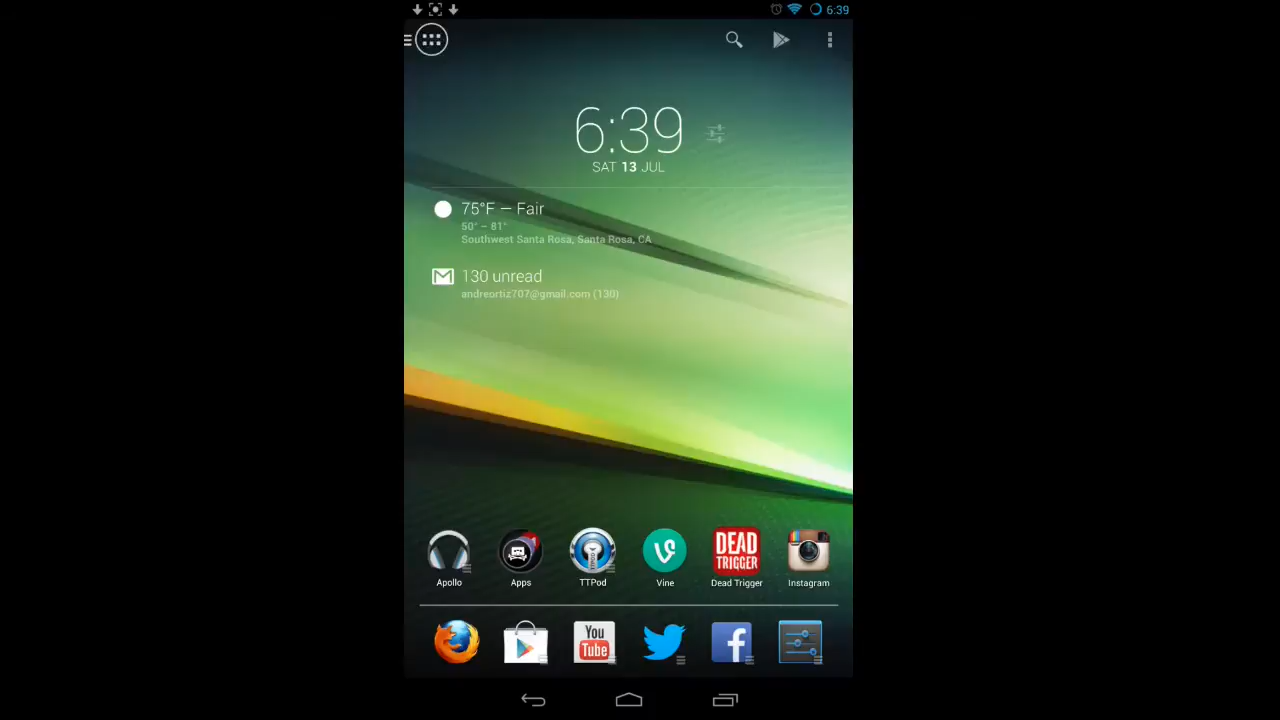 6:39
6:39
SAT 13 JUL
75°F — Fair
50° – 81°
Southwest Santa Rosa, Santa Rosa, CA
130 unread
andreortiz707@gmail.com (130)
DEAD
TRIGGER
TTPOD
Apollo
Apps
TTPod
Vine
Dead Trigger
Instagram
You
Tube